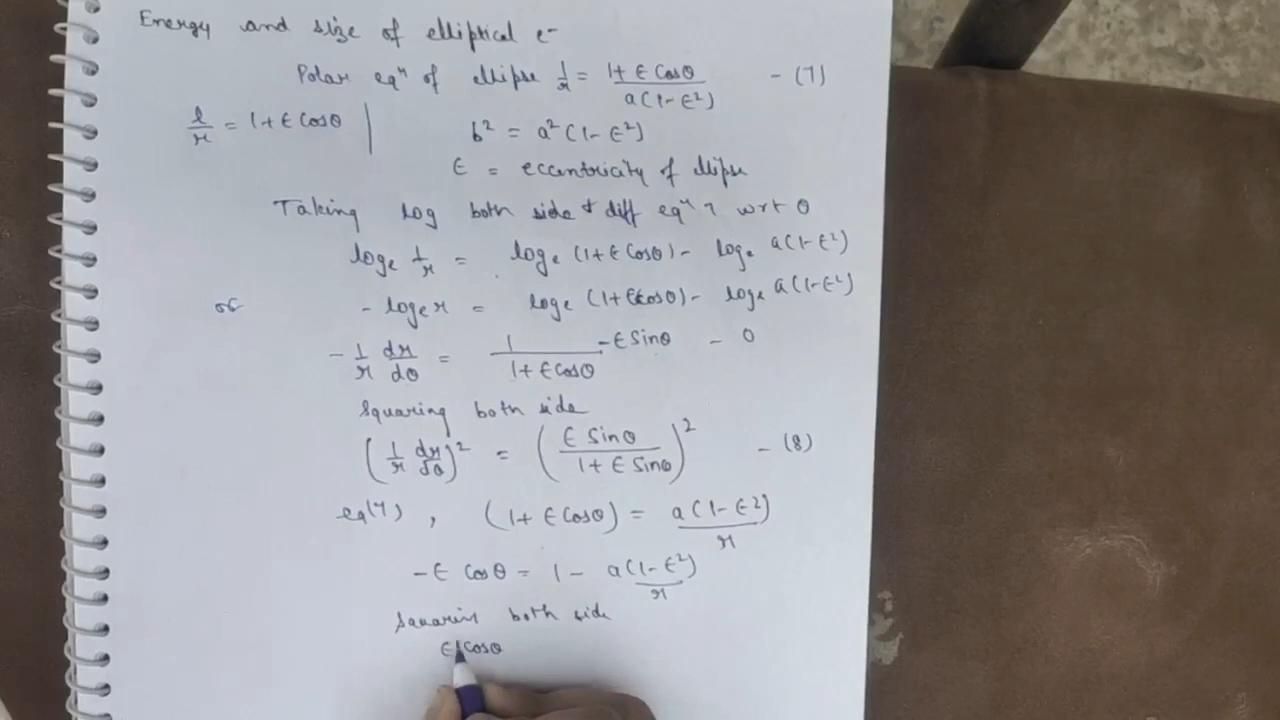 Energy and size of elliptical e⁻
Polar eqⁿ of ellipse 1/r = (1+ ϵ Cosθ)/(a(1-ϵ²)) - (7)
l/r = 1+ϵ Cosθ
b² = a²(1-ϵ²)
ϵ = eccentricity of ellipse
Taking log both side & diff eqⁿ 7 wrt θ
logₑ 1/r = logₑ (1+ϵ Cosθ) - logₑ a(1-ϵ²)
or - logₑ r = logₑ (1+ϵCosθ) - logₑ a(1-ϵ²)
- 1/r dr/dθ = 1/(1+ ϵ Cosθ) -ϵ Sinθ - 0
Squaring both side
(1/r dr/dθ)² = (ϵ Sinθ/(1+ ϵ Sinθ))² - (8)
eq(7), (1+ ϵ Cosθ) = a(1-ϵ²)/r
-ϵ Cosθ = 1 - a(1-ϵ²)/r
Squaring both side
ϵ Cosθ